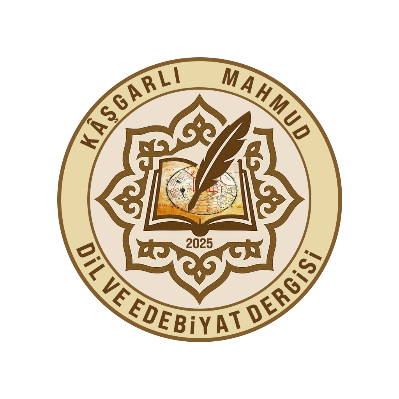 KÂŞGARLI MAHMUD
2025
DİL VE EDEBİYAT DERGİSİ